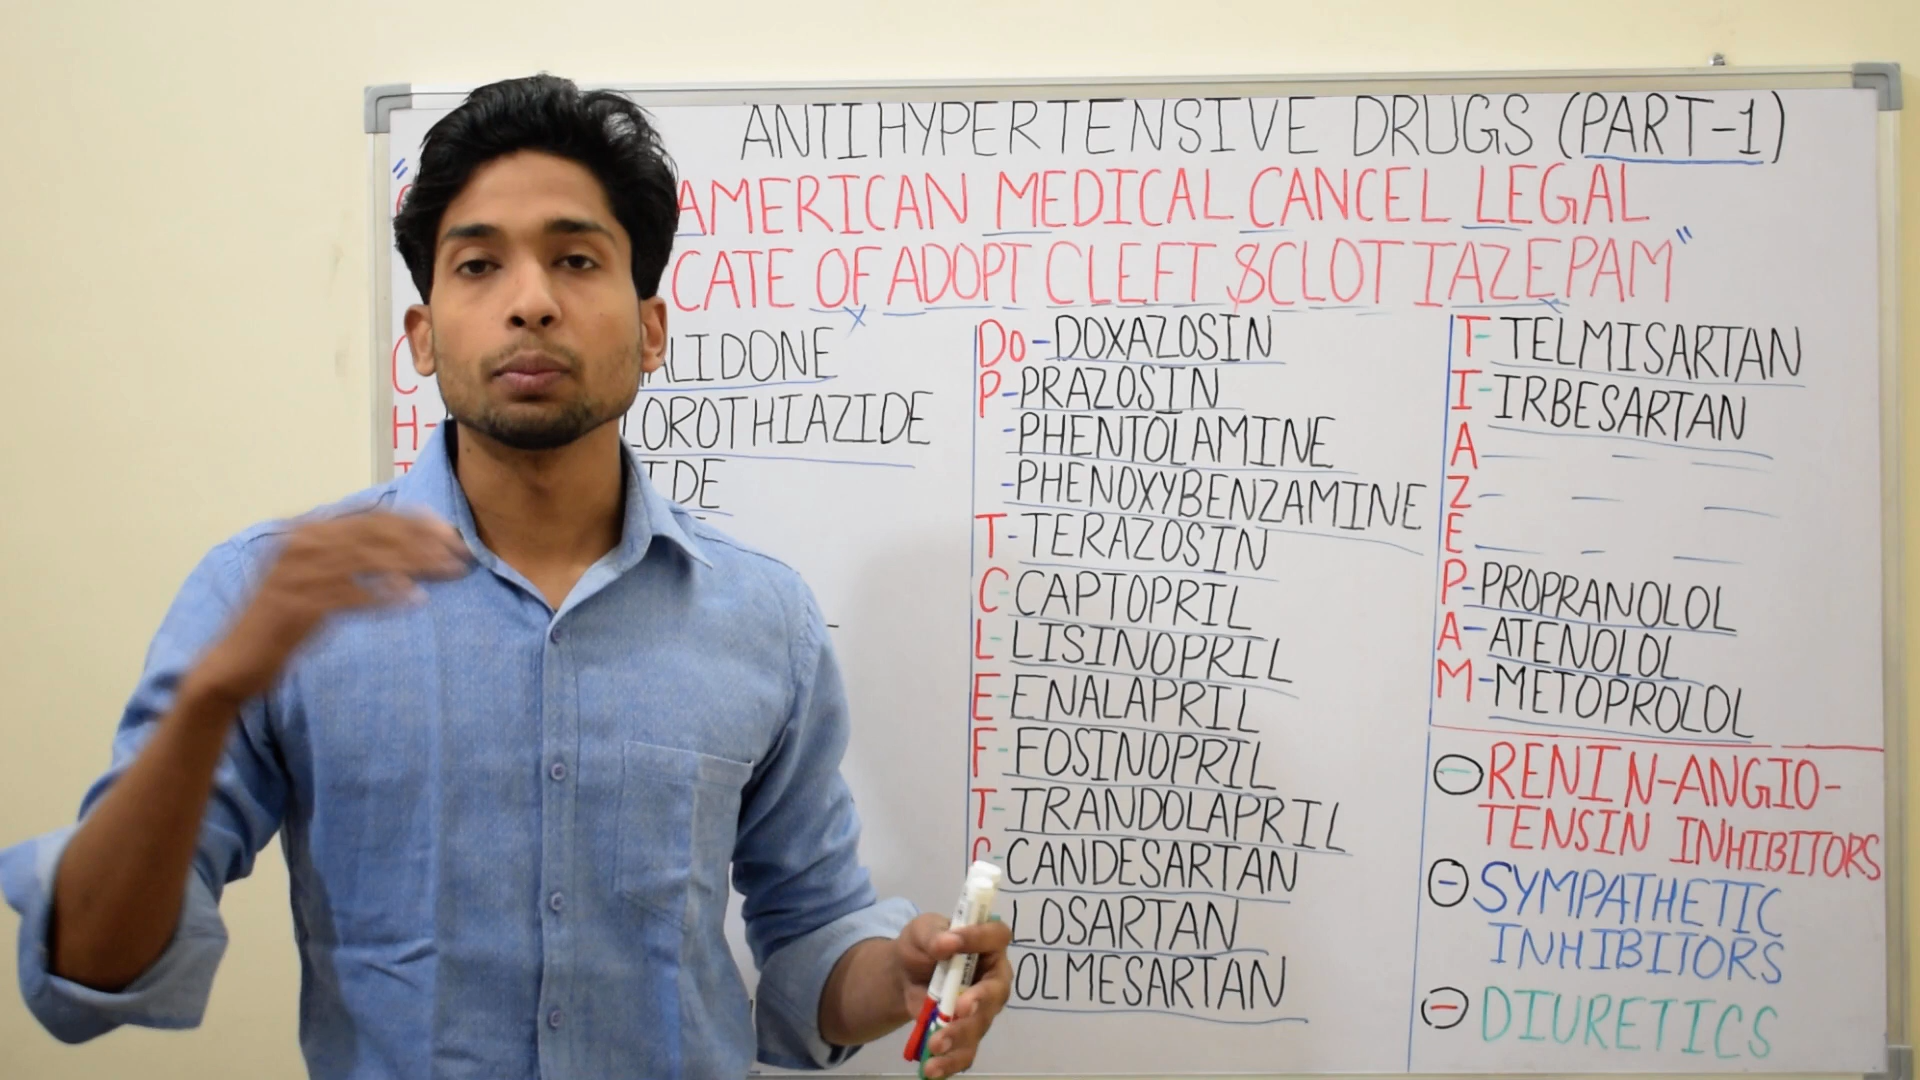 ANTIHYPERTENSIVE DRUGS (PART-1)
AMERICAN MEDICAL CANCEL LEGAL
CATE OF ADOPT CLEFT & CLOT TAZEPAM"
C ALIDONE
H- LOROTHIAZIDE
IDE
DO-DOXAZOSIN
P-PRAZOSIN
-PHENTOLAMINE
-PHENOXYBENZAMINE
T-TERAZOSIN
C-CAPTOPRIL
L-LISINOPRIL
E-ENALAPRIL
F-FOSINOPRIL
T-TRANDOLAPRIL
C-CANDESARTAN
LOSARTAN
OLMESARTAN
T-TELMISARTAN
I-IRBESARTAN
A
Z
E
P-PROPRANOLOL
A-ATENOLOL
M-METOPROLOL
RENIN-ANGIO-
TENSIN INHIBITORS
SYMPATHETIC
INHIBITORS
DIURETICS